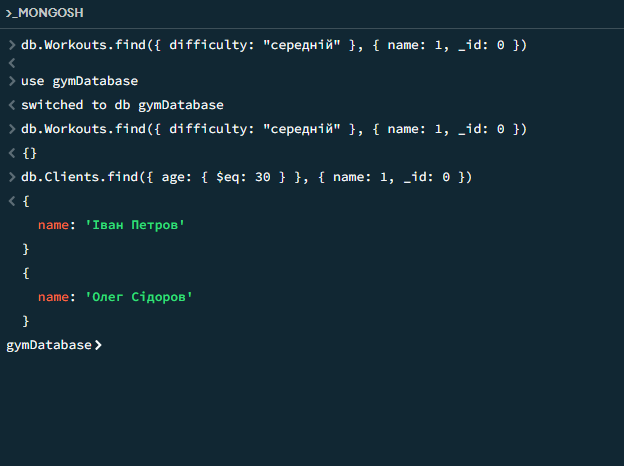 >_MONGOSH
> db.Workouts.find({ difficulty: "середній" }, { name: 1, _id: 0 })
<
> use gymDatabase
< switched to db gymDatabase
> db.Workouts.find({ difficulty: "середній" }, { name: 1, _id: 0 })
< {}
> db.Clients.find({ age: { $eq: 30 } }, { name: 1, _id: 0 })
< {
name: 'Іван Петров'
}
{
name: 'Олег Сідоров'
}
gymDatabase>